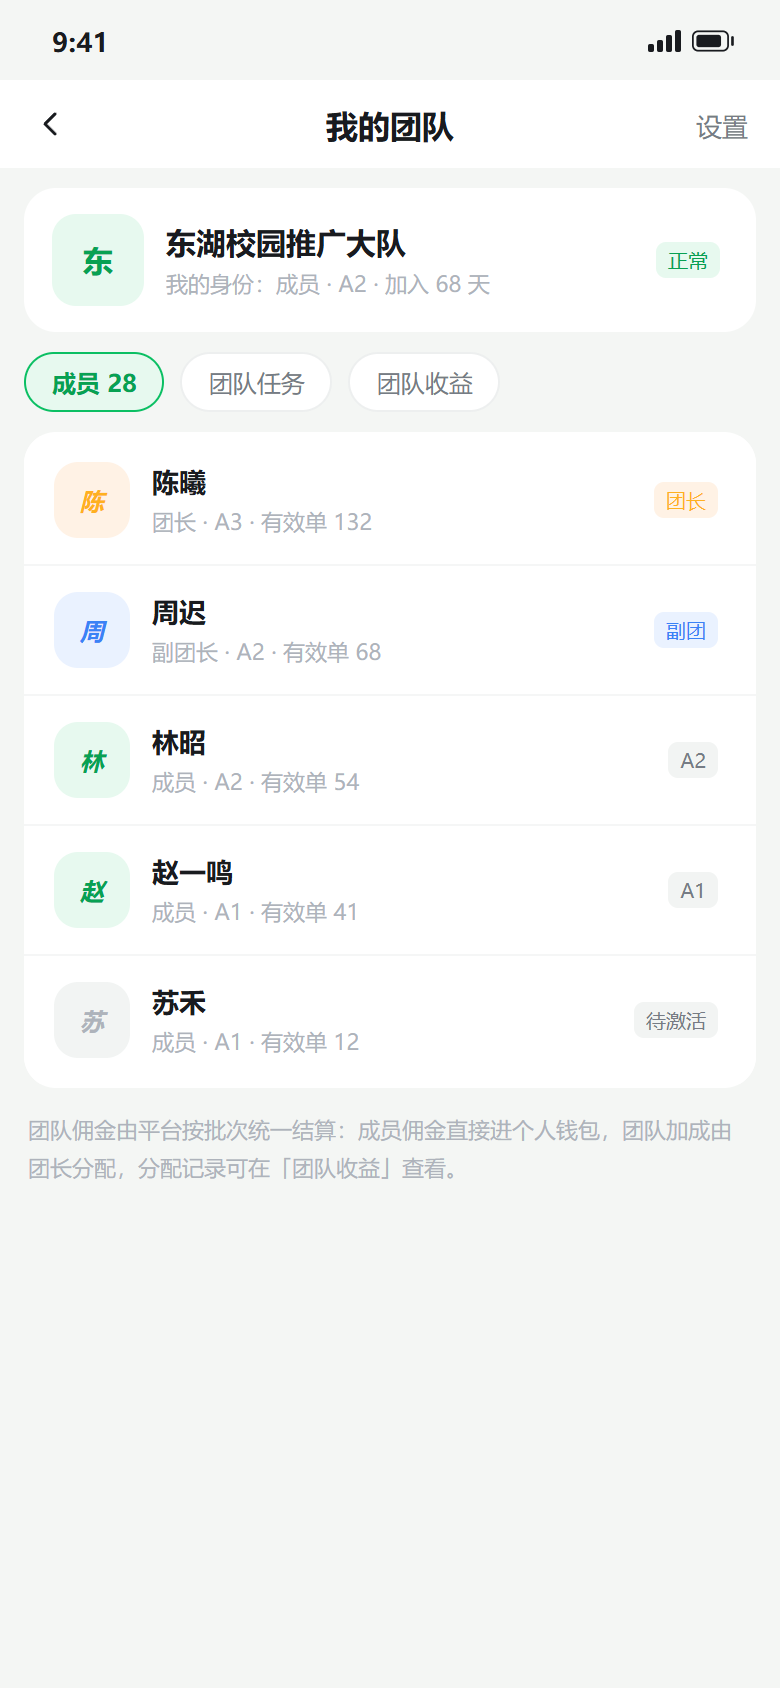 9:41
我的团队
设置
东
东湖校园推广大队
我的身份：成员 · A2 · 加入 68 天
正常
成员 28
团队任务
团队收益
陈
陈曦
团长 · A3 · 有效单 132
团长
周
周迟
副团长 · A2 · 有效单 68
副团
林
林昭
成员 · A2 · 有效单 54
A2
赵
赵一鸣
成员 · A1 · 有效单 41
A1
苏
苏禾
成员 · A1 · 有效单 12
待激活
团队佣金由平台按批次统一结算：成员佣金直接进个人钱包，团队加成由
团长分配，分配记录可在「团队收益」查看。